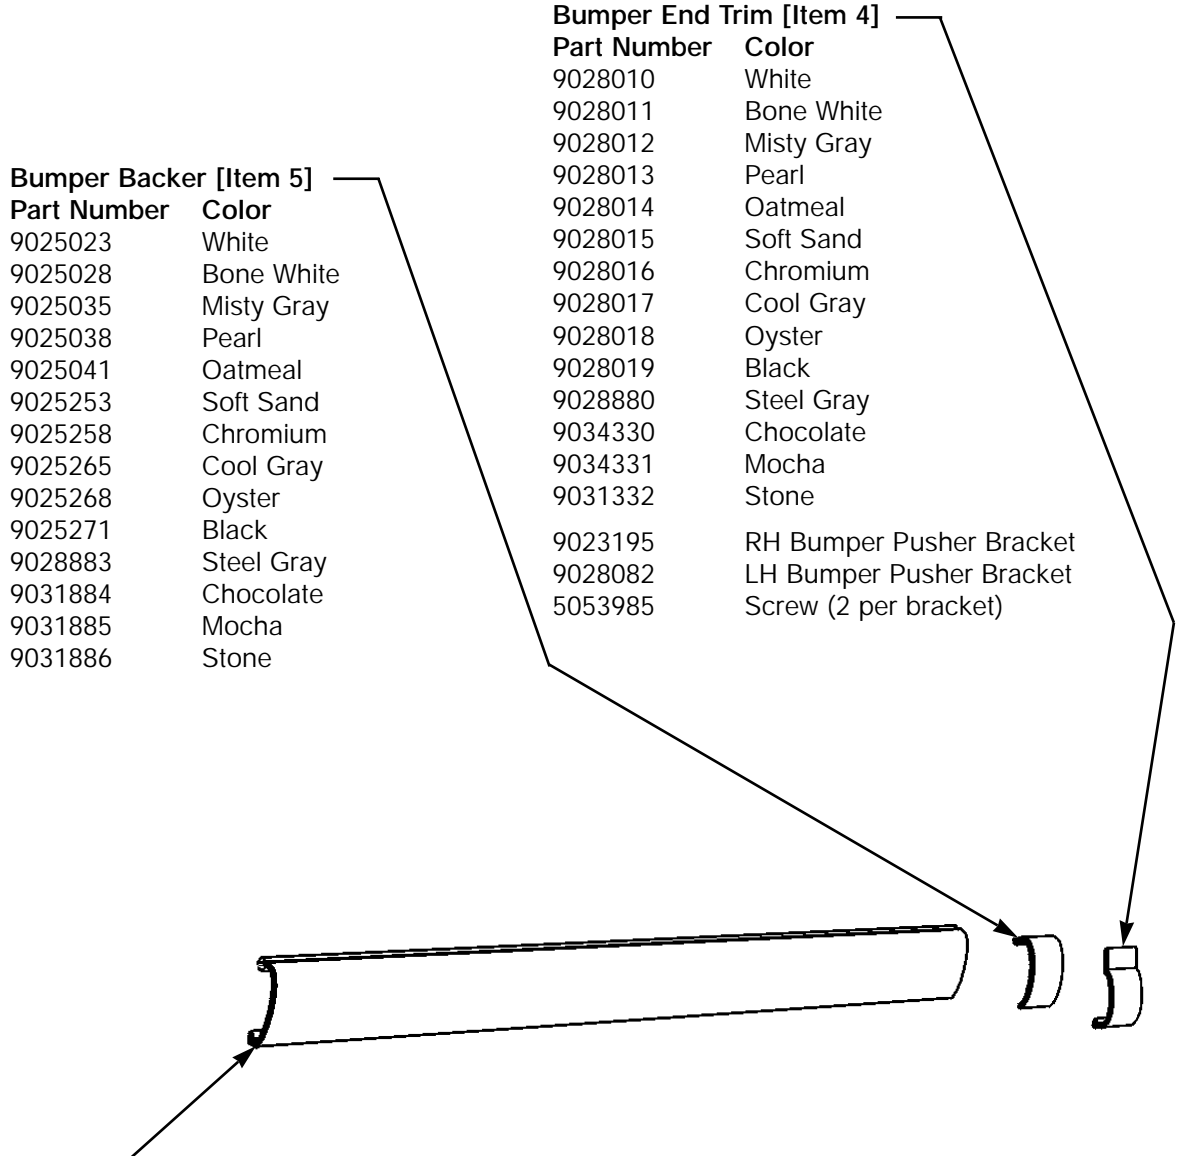 Bumper End Trim [Item 4]
Part Number Color
9028010 White
9028011 Bone White
9028012 Misty Gray
9028013 Pearl
9028014 Oatmeal
9028015 Soft Sand
9028016 Chromium
9028017 Cool Gray
9028018 Oyster
9028019 Black
9028880 Steel Gray
9034330 Chocolate
9034331 Mocha
9031332 Stone
9023195 RH Bumper Pusher Bracket
9028082 LH Bumper Pusher Bracket
5053985 Screw (2 per bracket)
Bumper Backer [Item 5]
Part Number Color
9025023 White
9025028 Bone White
9025035 Misty Gray
9025038 Pearl
9025041 Oatmeal
9025253 Soft Sand
9025258 Chromium
9025265 Cool Gray
9025268 Oyster
9025271 Black
9028883 Steel Gray
9031884 Chocolate
9031885 Mocha
9031886 Stone